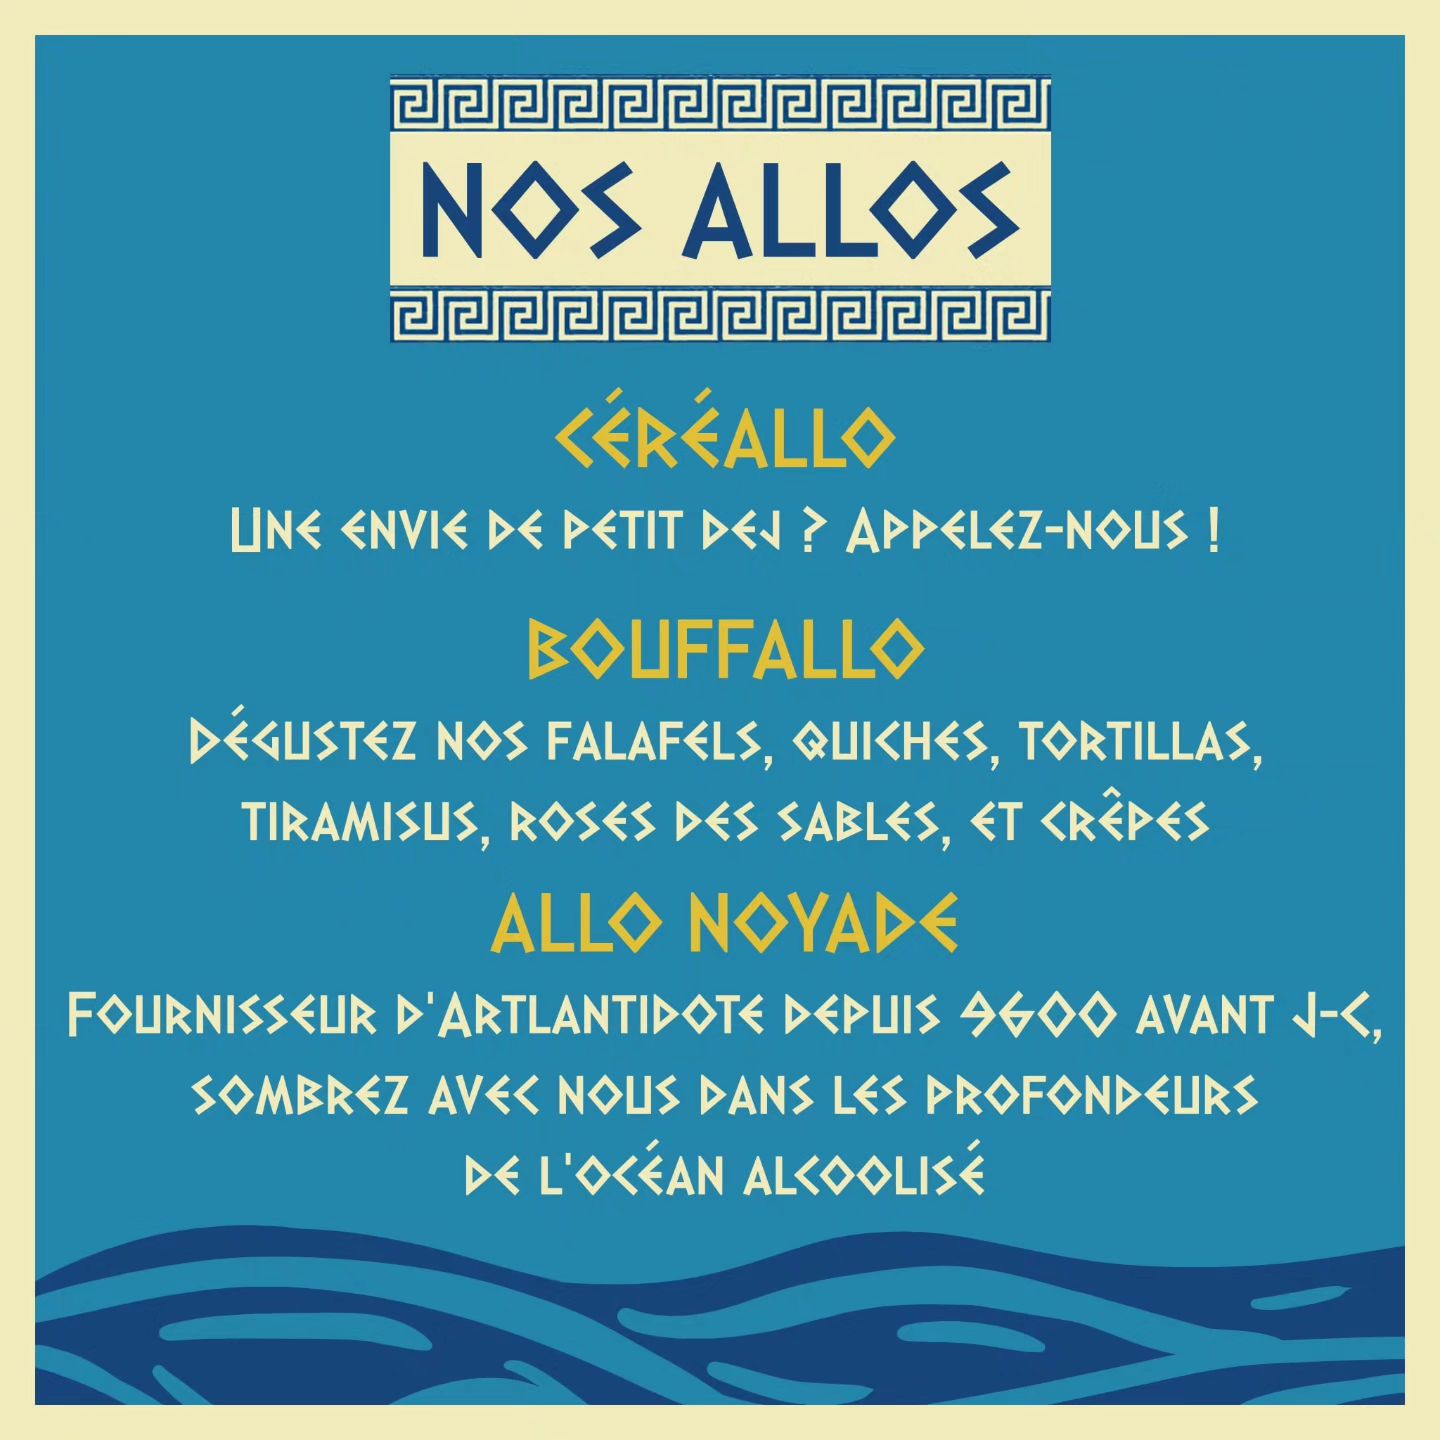 NOS ALLOS
CÉRÉALLO
UNE ENVIE DE PETIT DEJ ? APPELEZ-NOUS !
BOUFFALLO
DÉGUSTEZ NOS FALAFELS, QUICHES, TORTILLAS,
TIRAMISUS, ROSES DES SABLES, ET CRÊPES
ALLO NOYADE
FOURNISSEUR D'ARTLANTIDOTE DEPUIS 9600 AVANT J-C,
SOMBREZ AVEC NOUS DANS LES PROFONDEURS
DE L'OCÉAN ALCOOLISÉ